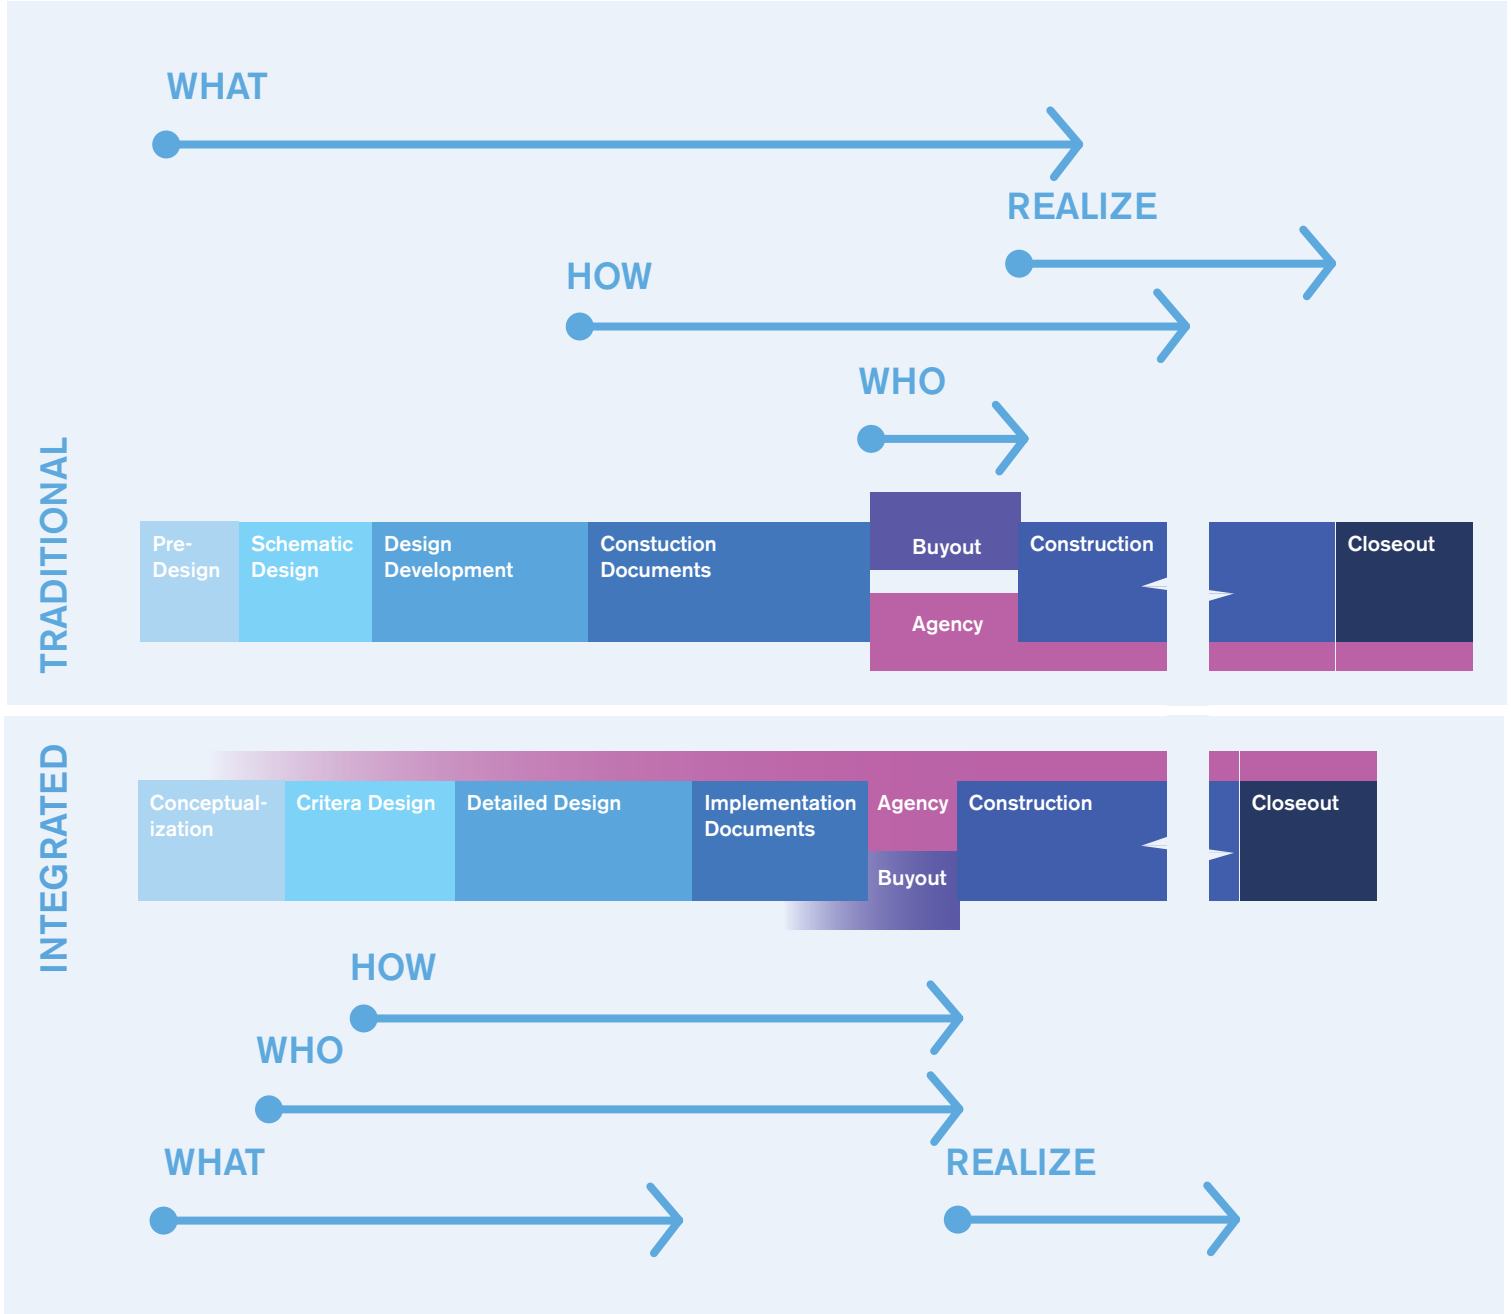 WHAT
REALIZE
HOW
WHO
TRADITIONAL
Pre-
Design
Schematic
Design
Design
Development
Constuction
Documents
Buyout
Agency
Construction
Closeout
INTEGRATED
Conceptual-
ization
Critera Design
Detailed Design
Implementation
Documents
Agency
Buyout
Construction
Closeout
HOW
WHO
WHAT
REALIZE